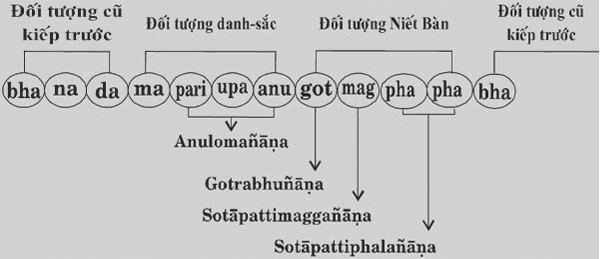 Đối tượng cũ
kiếp trước
Đối tượng danh-sắc
Đối tượng Niết Bàn
Đối tượng cũ
kiếp trước
bha na da ma pari upa anu got mag pha pha bha
Anulomañāṇa
Gotrabhuñāṇa
Sotāpattimaggañāṇa
Sotāpattiphalañāṇa